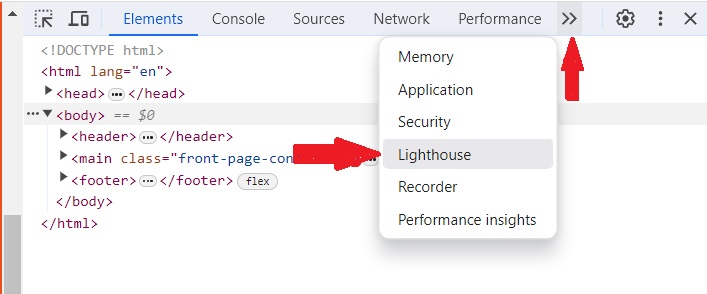 Elements Console Sources Network Performance
<!DOCTYPE html>
<html lang="en">
<head> </head>
<body> == $0
<header> </header>
<main class="front-page-con
<footer> </footer> flex
</body>
</html>
Memory
Application
Security
Lighthouse
Recorder
Performance insights